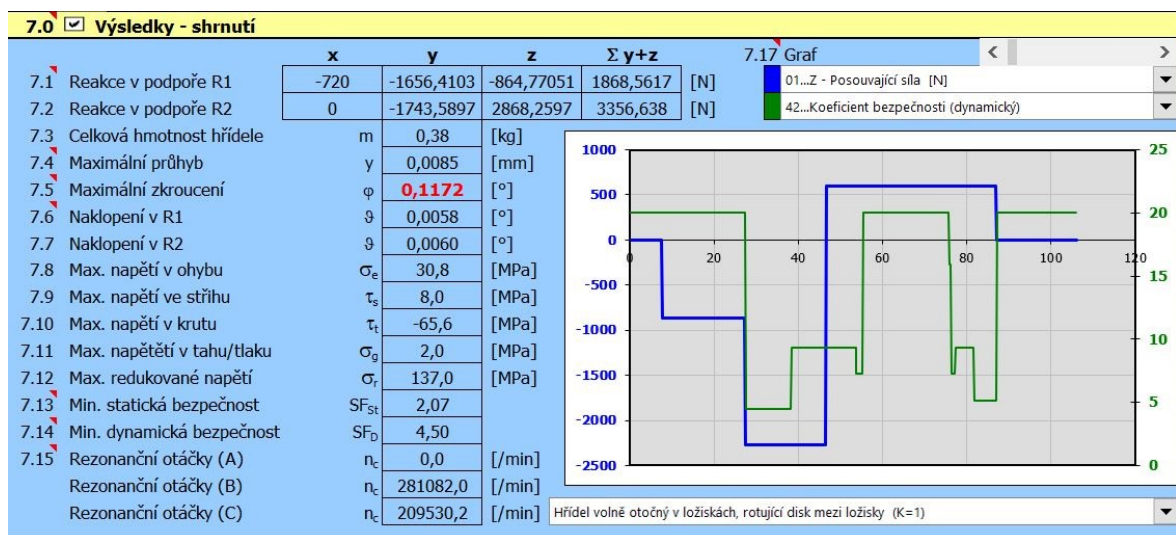 7.0 Výsledky - shrnutí
x y z Σ y+z 7.17 Graf
7.1 Reakce v podpoře R1 -720 -1656,4103 -864,77051 1868,5617 [N] 01...Z - Posouvající síla [N]
7.2 Reakce v podpoře R2 0 -1743,5897 2868,2597 3356,638 [N] 42...Koeficient bezpečnosti (dynamický)
7.3 Celková hmotnost hřídele m 0,38 [kg]
7.4 Maximální průhyb y 0,0085 [mm]
7.5 Maximální zkroucení φ 0,1172 [°]
7.6 Naklopení v R1 ϑ 0,0058 [°]
7.7 Naklopení v R2 ϑ 0,0060 [°]
7.8 Max. napětí v ohybu σe 30,8 [MPa]
7.9 Max. napětí ve střihu τs 8,0 [MPa]
7.10 Max. napětí v krutu τt -65,6 [MPa]
7.11 Max. napětětí v tahu/tlaku σg 2,0 [MPa]
7.12 Max. redukované napětí σr 137,0 [MPa]
7.13 Min. statická bezpečnost SFSt 2,07
7.14 Min. dynamická bezpečnost SFD 4,50
7.15 Rezonanční otáčky (A) nc 0,0 [/min]
Rezonanční otáčky (B) nc 281082,0 [/min]
Rezonanční otáčky (C) nc 209530,2 [/min] Hřídel volně otočný v ložiskách, rotující disk mezi ložisky (K=1)
1000
500
0
-500
-1000
-1500
-2000
-2500
0 20 40 60 80 100 120
25
20
15
10
5
0